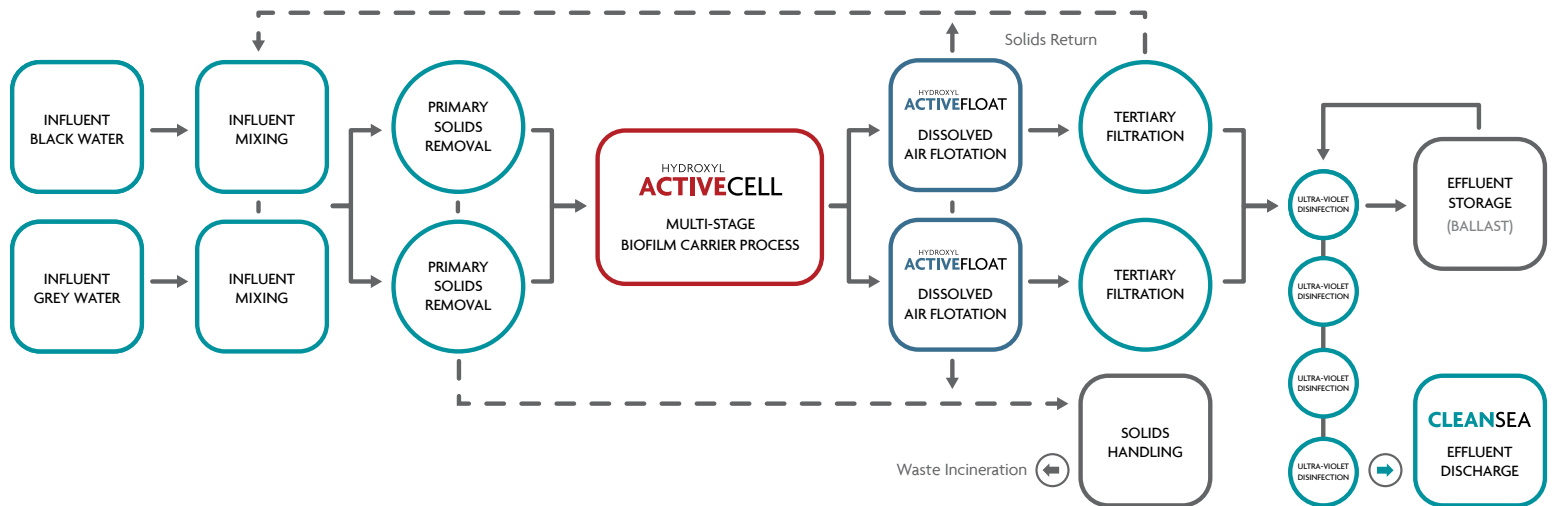 Solids Return
INFLUENT
BLACK WATER
INFLUENT
MIXING
PRIMARY
SOLIDS
REMOVAL
HYDROXYL
ACTIVECELL
MULTI-STAGE
BIOFILM CARRIER PROCESS
HYDROXYL
ACTIVEFLOAT
DISSOLVED
AIR FLOTATION
TERTIARY
FILTRATION
ULTRA-VIOLET
DISINFECTION
EFFLUENT
STORAGE
(BALLAST)
INFLUENT
GREY WATER
INFLUENT
MIXING
PRIMARY
SOLIDS
REMOVAL
HYDROXYL
ACTIVEFLOAT
DISSOLVED
AIR FLOTATION
TERTIARY
FILTRATION
ULTRA-VIOLET
DISINFECTION
ULTRA-VIOLET
DISINFECTION
ULTRA-VIOLET
DISINFECTION
SOLIDS
HANDLING
Waste Incineration
CLEANSEA
EFFLUENT
DISCHARGE